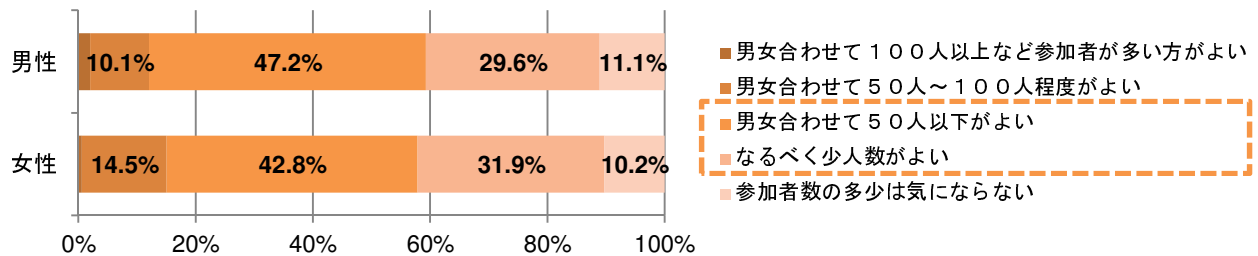 男性
10.1%
47.2%
29.6%
11.1%
女性
14.5%
42.8%
31.9%
10.2%
0%
20%
40%
60%
80%
100%
男女合わせて１００人以上など参加者が多い方がよい
男女合わせて５０人～１００人程度がよい
男女合わせて５０人以下がよい
なるべく少人数がよい
参加者数の多少は気にならない